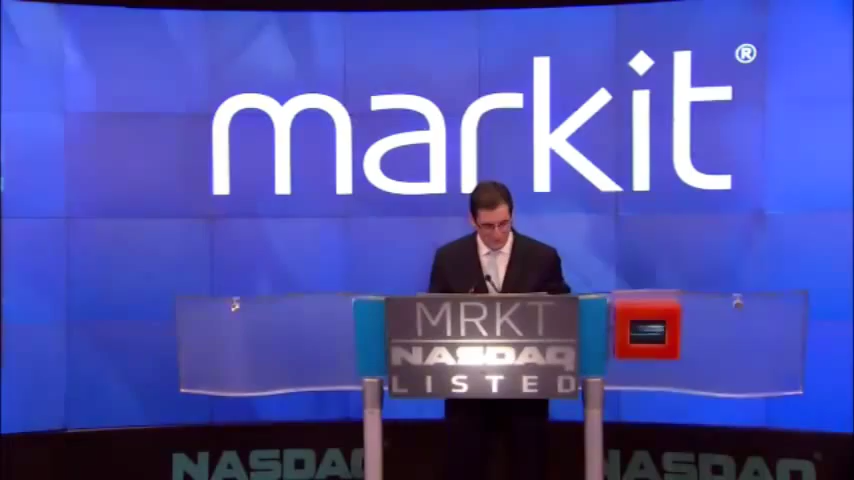 markit®
MRKT
NASDAQ
LISTED
NASDAQ
NASDAQ